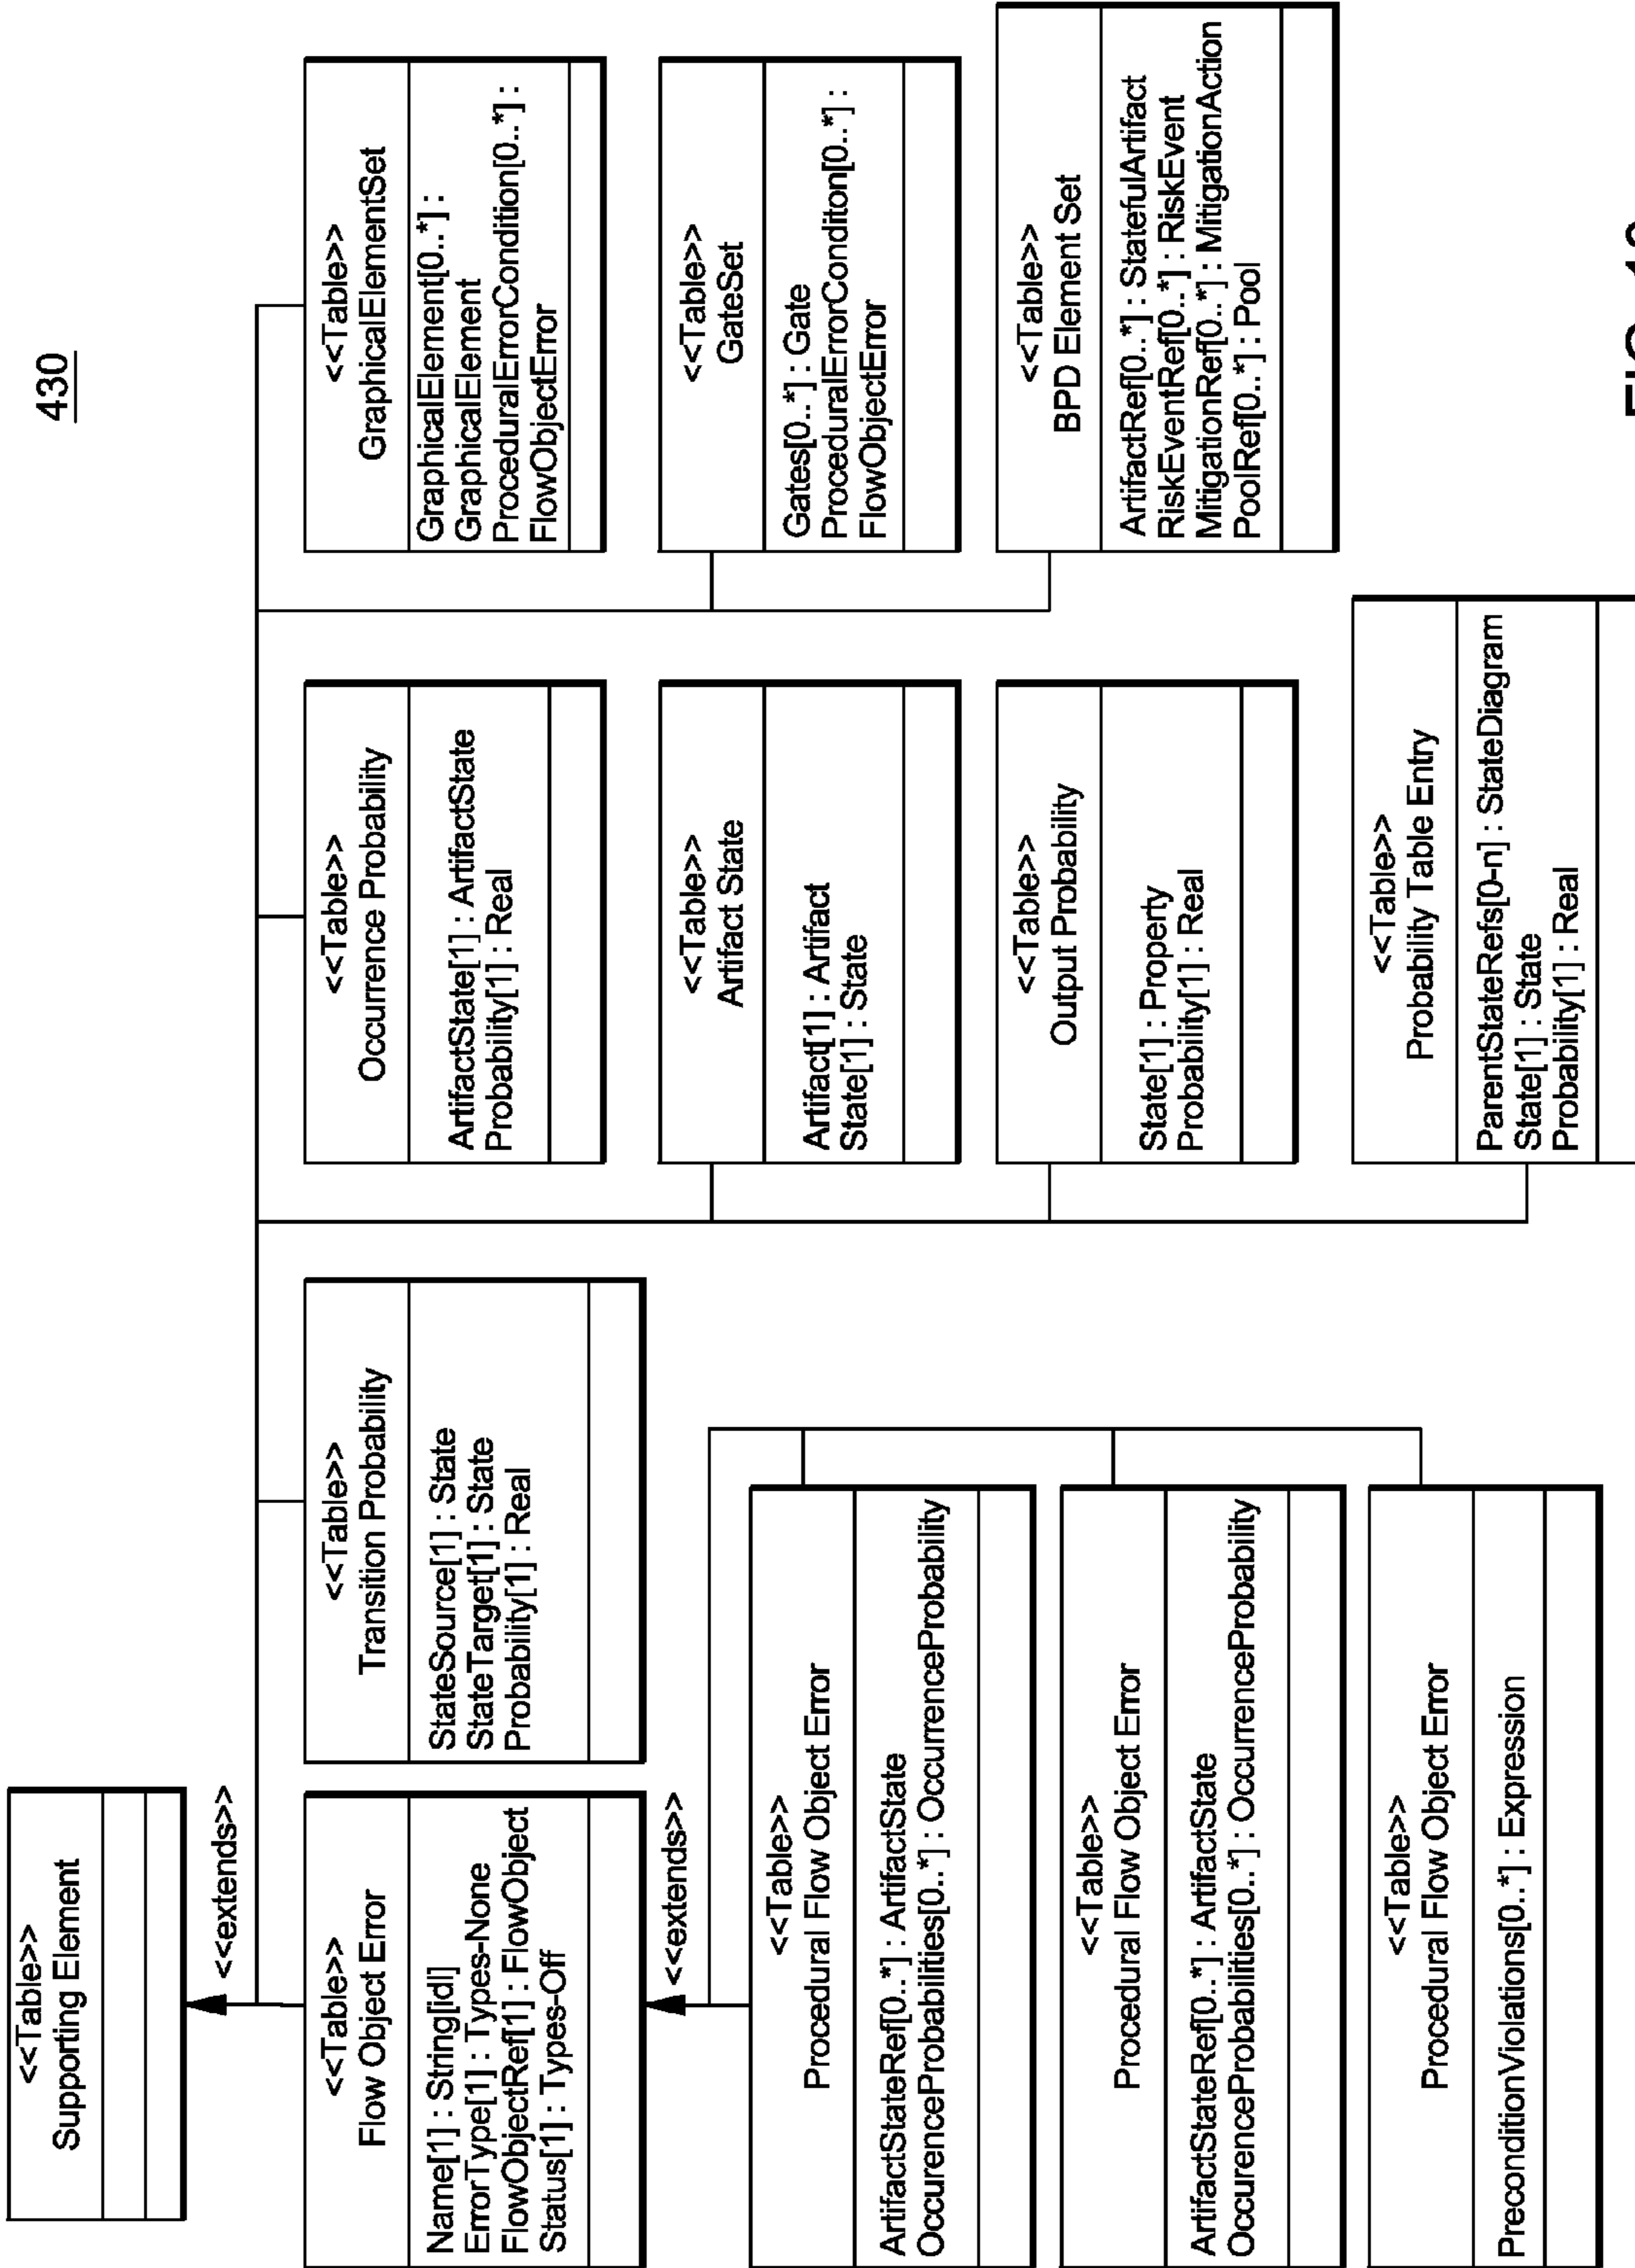 430
<<Table>>
Supporting Element
<<extends>>
<<Table>>
Flow Object Error
Name[1] : String[idl]
ErrorType[1] : Types-None
FlowObjectRef[1] : FlowObject
Status[1] : Types-Off
<<Table>>
Transition Probability
StateSource[1] : State
StateTarget[1] : State
Probability[1] : Real
<<Table>>
Occurrence Probability
ArtifactState[1] : ArtifactState
Probability[1] : Real
<<Table>>
GraphicalElementSet
GraphicalElement[0..*] :
GraphicalElement
ProceduralErrorCondition[0..*] :
FlowObjectError
<<extends>>
<<Table>>
Artifact State
Artifact[1] : Artifact
State[1] : State
<<Table>>
GateSet
Gates[0..*] : Gate
ProceduralErrorConditon[0..*] :
FlowObjectError
<<Table>>
Procedural Flow Object Error
ArtifactStateRef[0..*] : ArtifactState
OccurenceProbabilities[0..*] : OccurrenceProbability
<<Table>>
Output Probability
State[1] : Property
Probability[1] : Real
<<Table>>
BPD Element Set
ArtifactRef[0..*] : StatefulArtifact
RiskEventRef[0..*] : RiskEvent
MitigationRef[0..*] : MitigationAction
PoolRef[0..*] : Pool
<<Table>>
Procedural Flow Object Error
ArtifactStateRef[0..*] : ArtifactState
OccurenceProbabilities[0..*] : OccurrenceProbability
<<Table>>
Probability Table Entry
ParentStateRefs[0-n] : StateDiagram
State[1] : State
Probability[1] : Real
<<Table>>
Procedural Flow Object Error
PreconditionViolations[0..*] : Expression